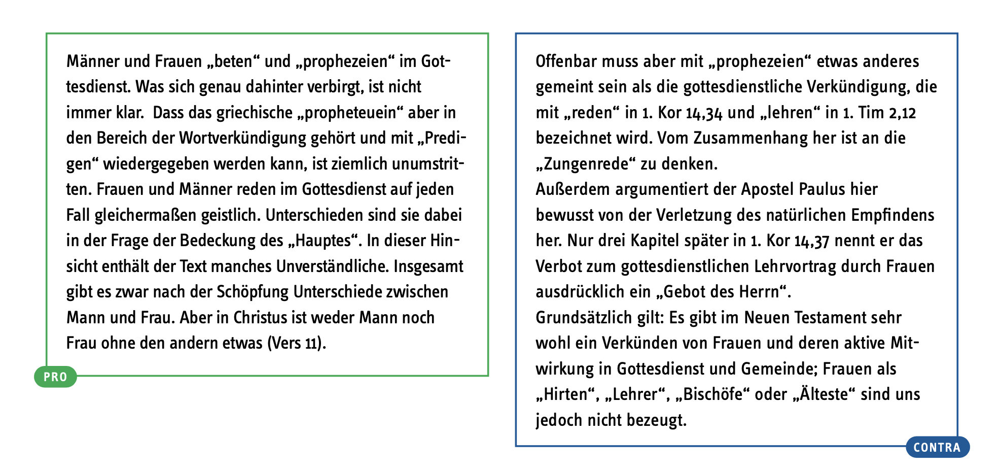 Männer und Frauen „beten“ und „prophezeien“ im Got-
tesdienst. Was sich genau dahinter verbirgt, ist nicht
immer klar.  Dass das griechische „propheteuein“ aber in
den Bereich der Wortverkündigung gehört und mit „Predi-
gen“ wiedergegeben werden kann, ist ziemlich unumstrit-
ten. Frauen und Männer reden im Gottesdienst auf jeden
Fall gleichermaßen geistlich. Unterschieden sind sie dabei
in der Frage der Bedeckung des „Hauptes“. In dieser Hin-
sicht enthält der Text manches Unverständliche. Insgesamt
gibt es zwar nach der Schöpfung Unterschiede zwischen
Mann und Frau. Aber in Christus ist weder Mann noch
Frau ohne den andern etwas (Vers 11).
PRO
Offenbar muss aber mit „prophezeien“ etwas anderes
gemeint sein als die gottesdienstliche Verkündigung, die
mit „reden“ in 1. Kor 14,34 und „lehren“ in 1. Tim 2,12
bezeichnet wird. Vom Zusammenhang her ist an die
„Zungenrede“ zu denken.
Außerdem argumentiert der Apostel Paulus hier
bewusst von der Verletzung des natürlichen Empfindens
her. Nur drei Kapitel später in 1. Kor 14,37 nennt er das
Verbot zum gottesdienstlichen Lehrvortrag durch Frauen
ausdrücklich ein „Gebot des Herrn“.
Grundsätzlich gilt: Es gibt im Neuen Testament sehr
wohl ein Verkünden von Frauen und deren aktive Mit-
wirkung in Gottesdienst und Gemeinde; Frauen als
„Hirten“, „Lehrer“, „Bischöfe“ oder „Älteste“ sind uns
jedoch nicht bezeugt.
CONTRA